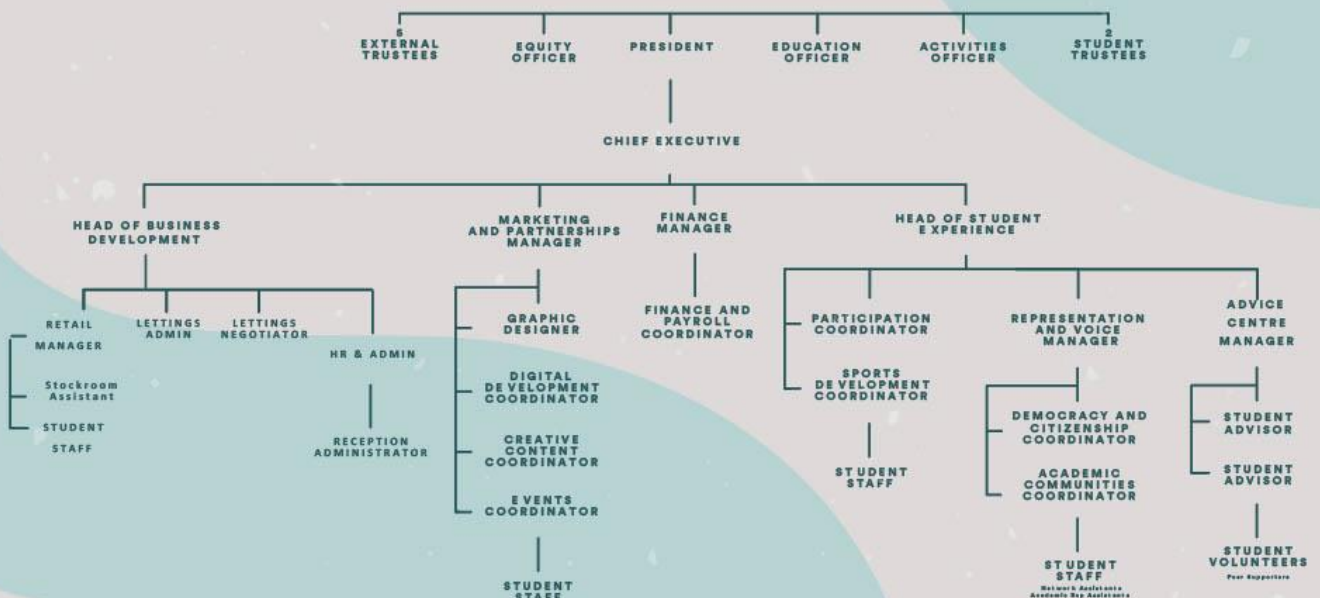 5
EXTERNAL
TRUSTEES
EQUITY
OFFICER
PRESIDENT
EDUCATION
OFFICER
ACTIVITIES
OFFICER
2
STUDENT
TRUSTEES
CHIEF EXECUTIVE
HEAD OF BUSINESS
DEVELOPMENT
MARKETING
AND PARTNERSHIPS
MANAGER
FINANCE
MANAGER
HEAD OF STUDENT
EXPERIENCE
RETAIL
MANAGER
Stockroom
Assistant
STUDENT
STAFF
LETTINGS
ADMIN
LETTINGS
NEGOTIATOR
HR & ADMIN
RECEPTION
ADMINISTRATOR
GRAPHIC
DESIGNER
DIGITAL
DEVELOPMENT
COORDINATOR
CREATIVE
CONTENT
COORDINATOR
EVENTS
COORDINATOR
STUDENT
STAFF
FINANCE AND
PAYROLL
COORDINATOR
PARTICIPATION
COORDINATOR
SPORTS
DEVELOPMENT
COORDINATOR
STUDENT
STAFF
REPRESENTATION
AND VOICE
MANAGER
DEMOCRACY AND
CITIZENSHIP
COORDINATOR
ACADEMIC
COMMUNITIES
COORDINATOR
STUDENT
STAFF
Network Assistants
Academic Rep Assistants
ADVICE
CENTRE
MANAGER
STUDENT
ADVISOR
STUDENT
ADVISOR
STUDENT
VOLUNTEERS
Peer Supporters